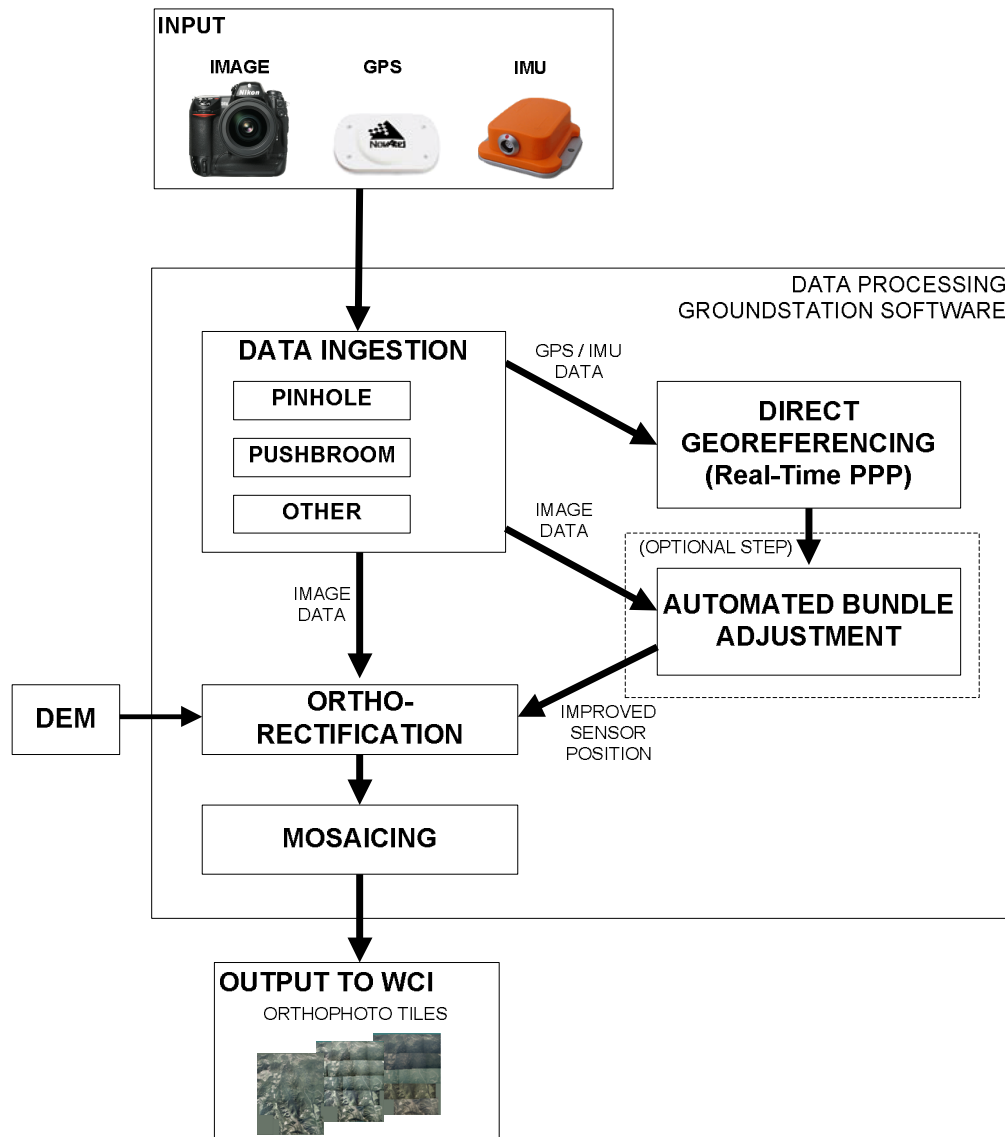 INPUT
IMAGE
GPS
IMU
Nikon
NovAtel
DATA PROCESSING
GROUNDSTATION SOFTWARE
DATA INGESTION
PINHOLE
PUSHBROOM
OTHER
GPS / IMU
DATA
DIRECT
GEOREFERENCING
(Real-Time PPP)
IMAGE
DATA
(OPTIONAL STEP)
AUTOMATED BUNDLE
ADJUSTMENT
IMAGE
DATA
DEM
ORTHO-
RECTIFICATION
IMPROVED
SENSOR
POSITION
MOSAICING
OUTPUT TO WCI
ORTHOPHOTO TILES